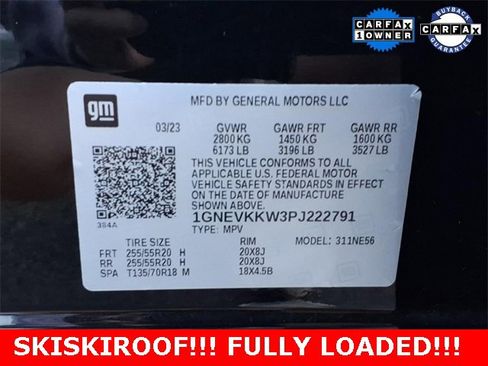 CARFAX
1 OWNER
BUYBACK
CARFAX
GUARANTEE
gm
MFD BY GENERAL MOTORS LLC
03/23 GVWR GAWR FRT GAWR RR
2800 KG 1450 KG 1600 KG
6173 LB 3196 LB 3527 LB
THIS VEHICLE CONFORMS TO ALL
APPLICABLE U.S. FEDERAL MOTOR
VEHICLE SAFETY STANDARDS IN EFFECT
ON THE DATE OF MANUFACTURE
SHOWN ABOVE.
1GNEVKKW3PJ222791
384A
TYPE: MPV MODEL: 311NE56
TIRE SIZE RIM
FRT 255/55R20 H 20X8J
RR 255/55R20 H 20X8J
SPA T135/70R18 M 18X4.5B
SKISKIROOF!!! FULLY LOADED!!!